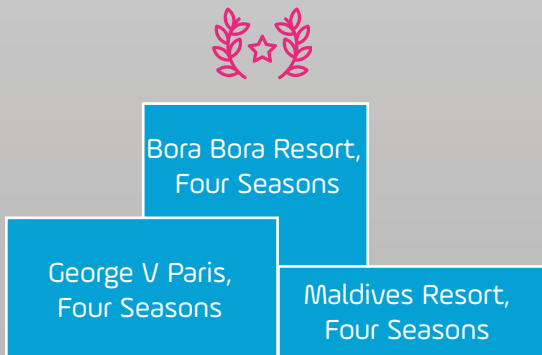 Bora Bora Resort,
Four Seasons
George V Paris,
Four Seasons
Maldives Resort,
Four Seasons